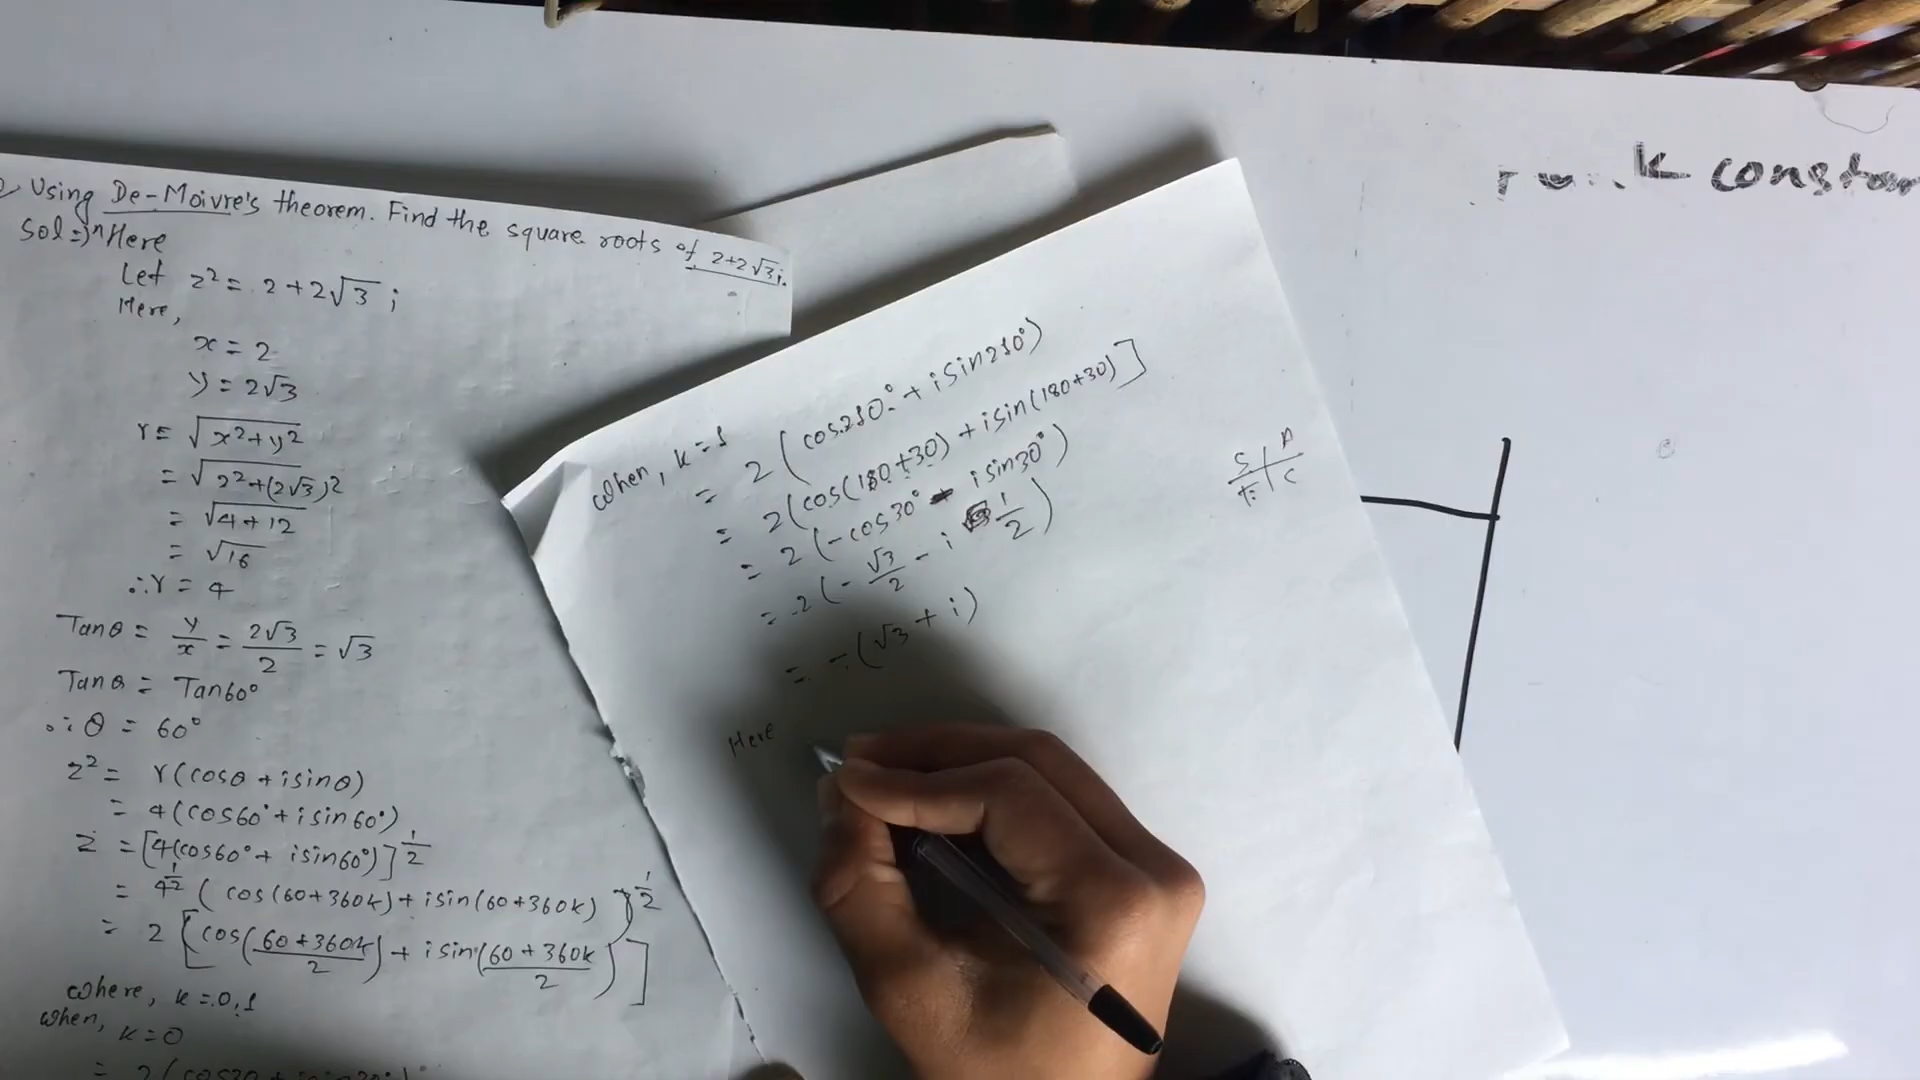 Using De-Moivre's theorem. Find the square roots of 2+2√3i.
Solⁿ=> Here
Let z² = 2+2√3 i
Here,
x = 2
y = 2√3
r = √x²+y²
= √2²+(2√3)²
= √4+12
= √16
∴ r = 4
Tanθ = y/x = 2√3/2 = √3
Tanθ = Tan60°
∴ θ = 60°
z² = r(cosθ+isinθ)
= 4(cos60°+isin60°)
z = [4(cos60°+ isin60°)]^1/2
= 4^1/2 ( cos(60+360k)+isin(60+360k) )^1/2
= 2 [cos(60+360k/2)+ isin(60+360k/2)]
where, k=0,1
when, k=0
= 2(cos30+isin30°)
when, k=1
= 2(cos210°+isin210°)
= 2(cos(180+30)+isin(180+30)]
= 2(-cos30° - isin30°)
= 2(-√3/2 - i 1/2)
= -(√3+i)
Here
S A
T C
k constan